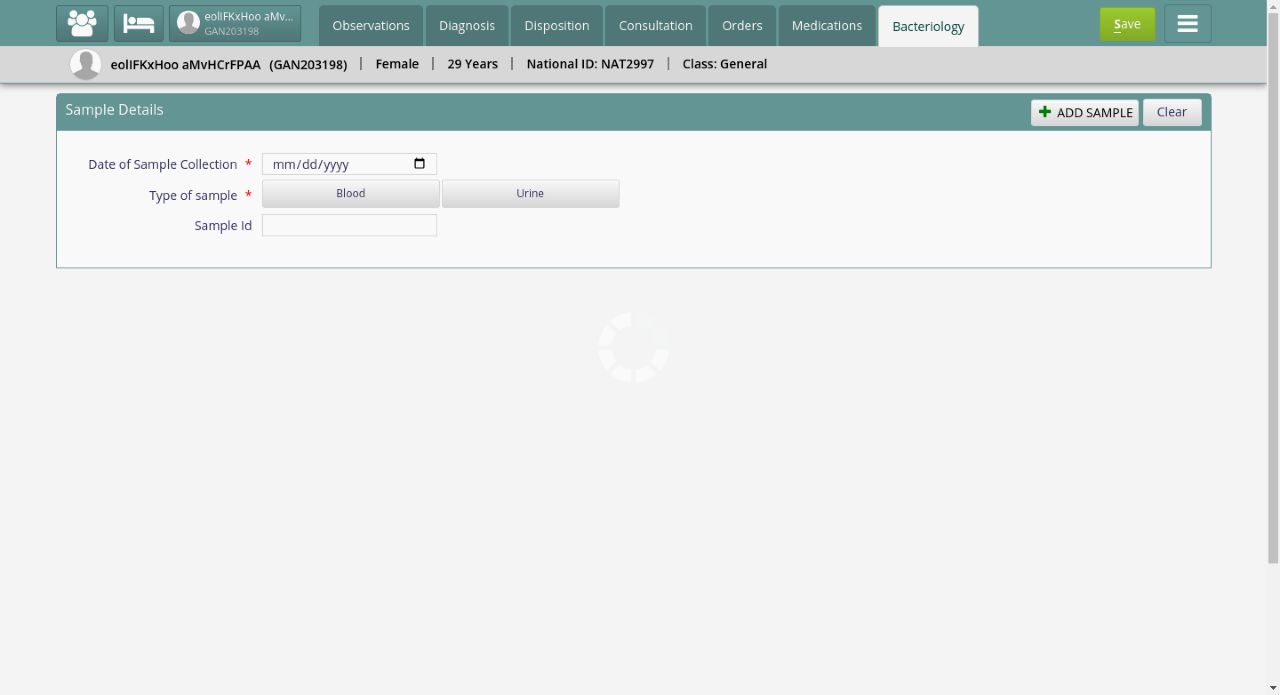 eolIFKxHoo aMv...
GAN203198
Observations
Diagnosis
Disposition
Consultation
Orders
Medications
Bacteriology
Save
eolIFKxHoo aMvHCrFPAA (GAN203198) | Female | 29 Years | National ID: NAT2997 | Class: General
Sample Details
ADD SAMPLE
Clear
Date of Sample Collection *
mm/dd/yyyy
Type of sample *
Blood
Urine
Sample Id